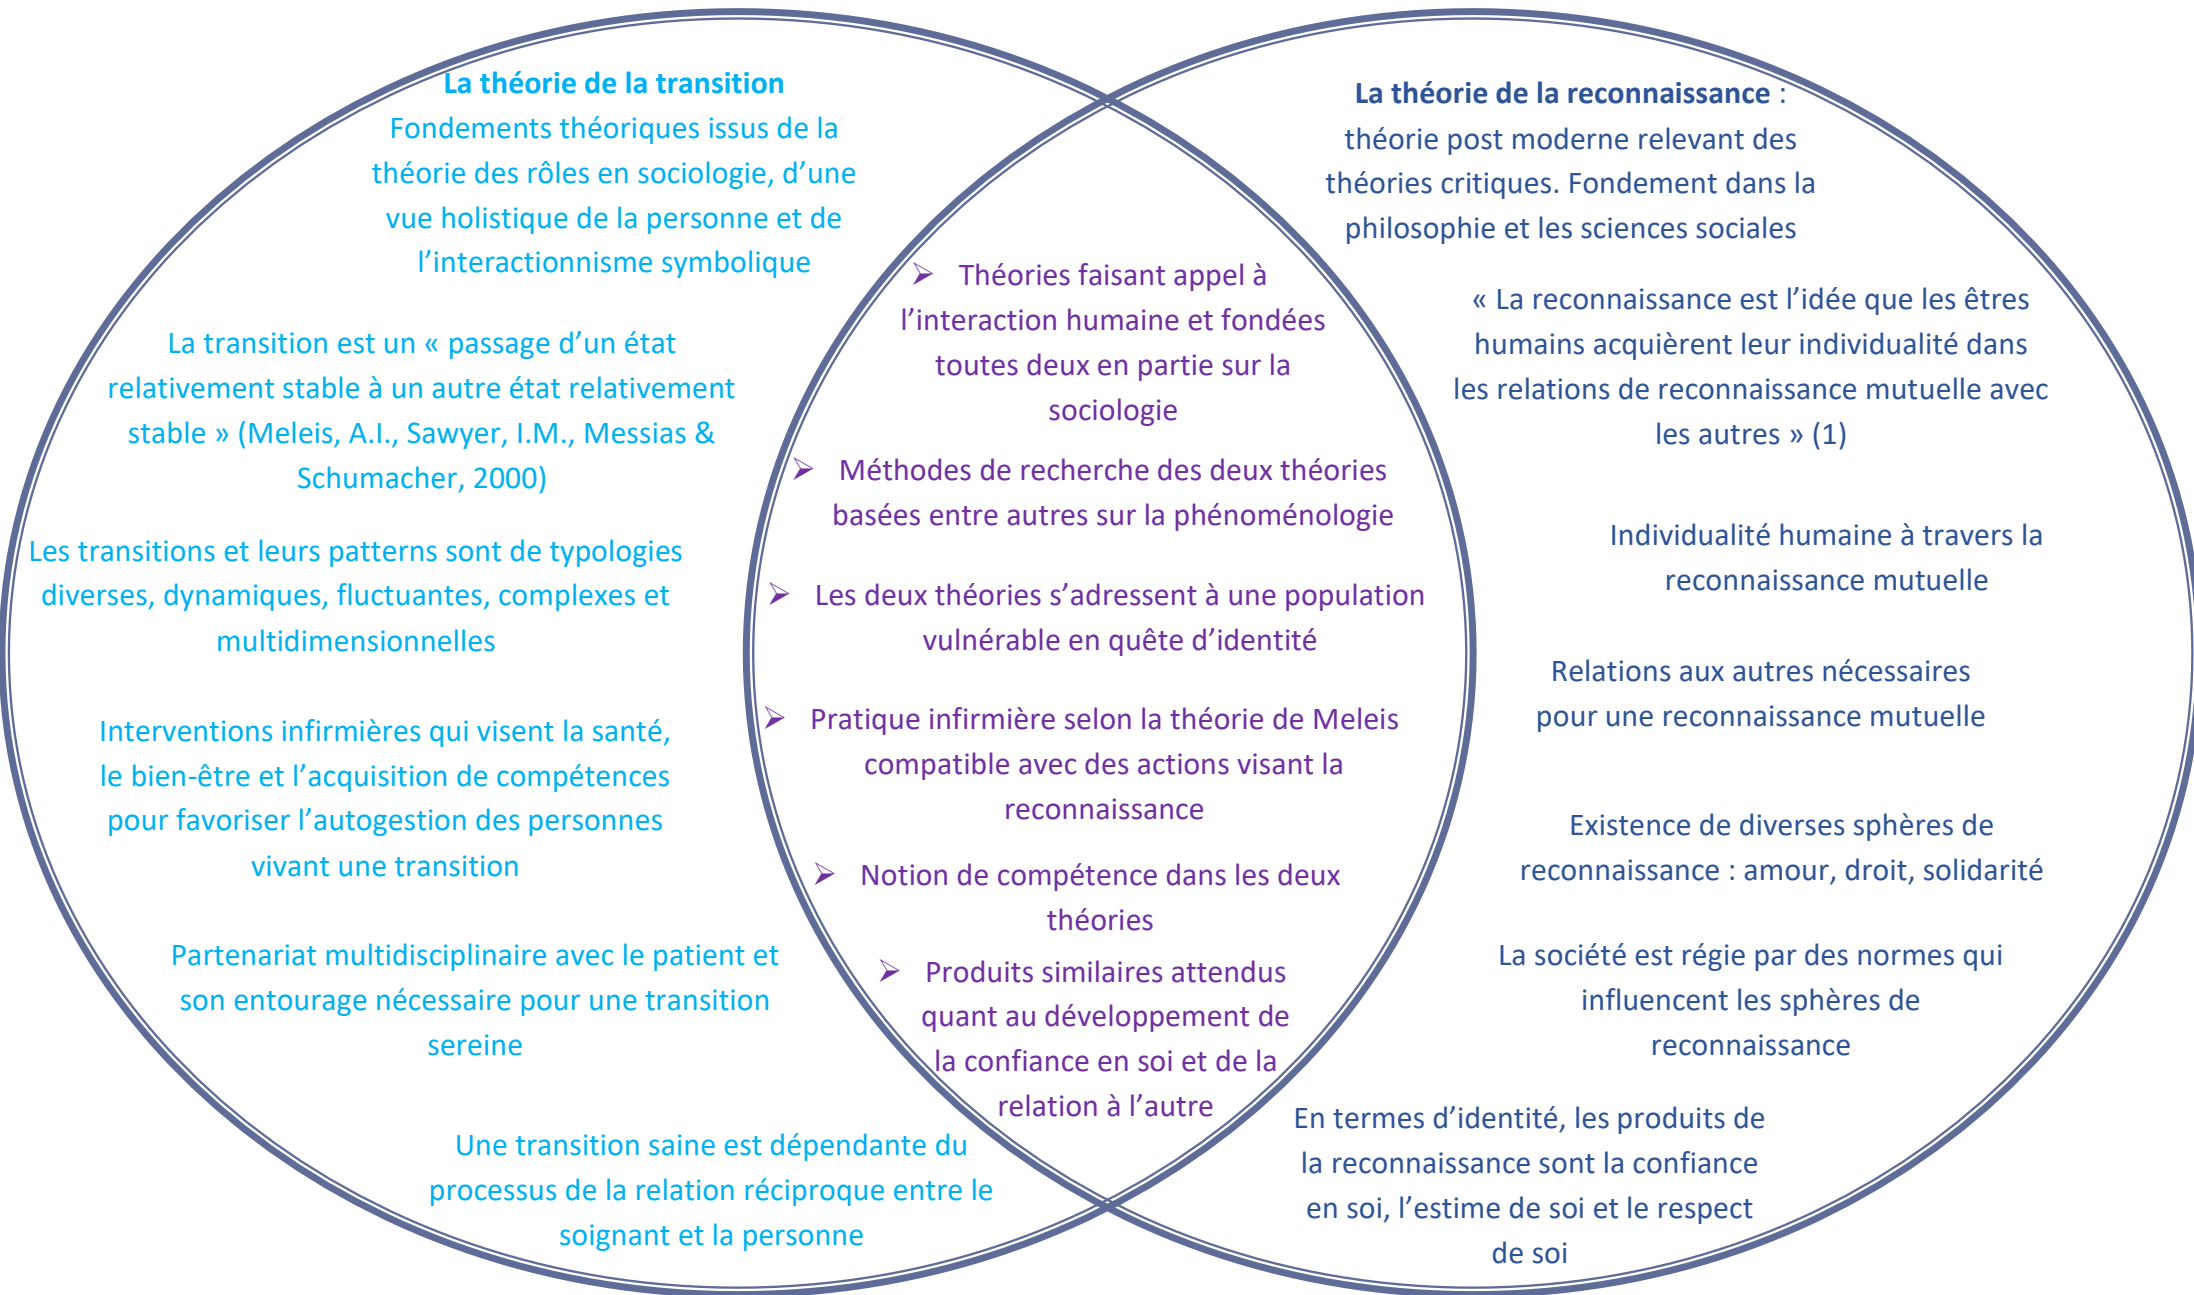 La théorie de la transition
Fondements théoriques issus de la
théorie des rôles en sociologie, d’une
vue holistique de la personne et de
l’interactionnisme symbolique
La transition est un « passage d’un état
relativement stable à un autre état relativement
stable » (Meleis, A.I., Sawyer, I.M., Messias &
Schumacher, 2000)
Les transitions et leurs patterns sont de typologies
diverses, dynamiques, fluctuantes, complexes et
multidimensionnelles
Interventions infirmières qui visent la santé,
le bien-être et l’acquisition de compétences
pour favoriser l’autogestion des personnes
vivant une transition
Partenariat multidisciplinaire avec le patient et
son entourage nécessaire pour une transition
sereine
Une transition saine est dépendante du
processus de la relation réciproque entre le
soignant et la personne
➢ Théories faisant appel à
l’interaction humaine et fondées
toutes deux en partie sur la
sociologie
➢ Méthodes de recherche des deux théories
basées entre autres sur la phénoménologie
➢ Les deux théories s’adressent à une population
vulnérable en quête d’identité
➢ Pratique infirmière selon la théorie de Meleis
compatible avec des actions visant la
reconnaissance
➢ Notion de compétence dans les deux
théories
➢ Produits similaires attendus
quant au développement de
la confiance en soi et de la
relation à l’autre
La théorie de la reconnaissance :
théorie post moderne relevant des
théories critiques. Fondement dans la
philosophie et les sciences sociales
« La reconnaissance est l’idée que les êtres
humains acquièrent leur individualité dans
les relations de reconnaissance mutuelle avec
les autres » (1)
Individualité humaine à travers la
reconnaissance mutuelle
Relations aux autres nécessaires
pour une reconnaissance mutuelle
Existence de diverses sphères de
reconnaissance : amour, droit, solidarité
La société est régie par des normes qui
influencent les sphères de
reconnaissance
En termes d’identité, les produits de
la reconnaissance sont la confiance
en soi, l’estime de soi et le respect
de soi